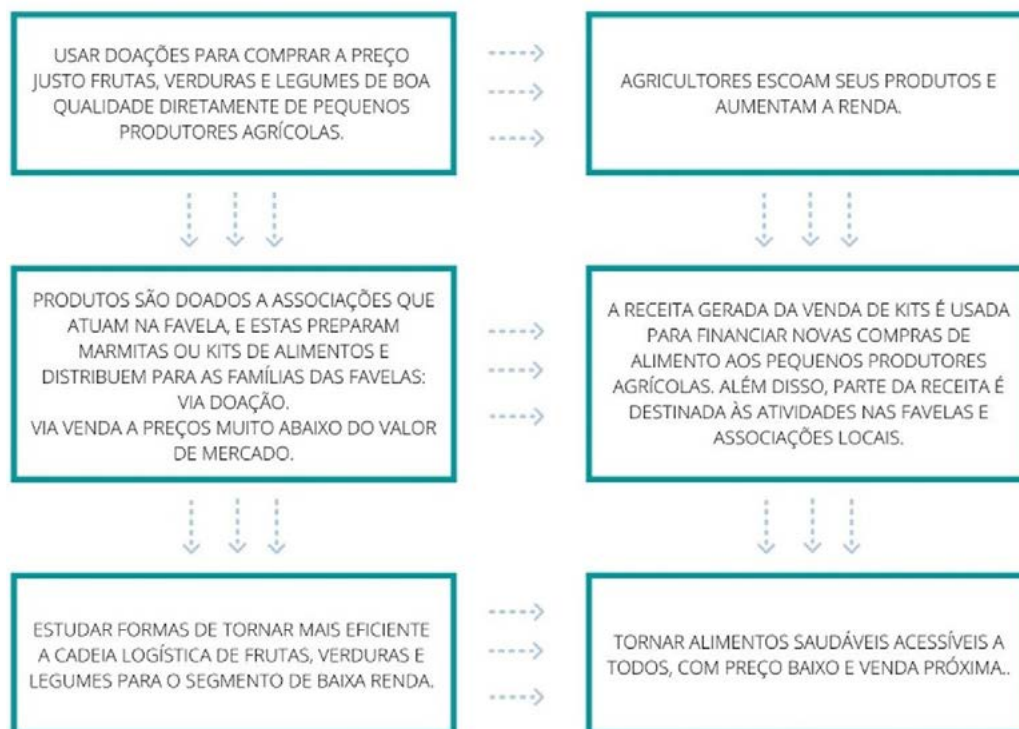 USAR DOAÇÕES PARA COMPRAR A PREÇO
JUSTO FRUTAS, VERDURAS E LEGUMES DE BOA
QUALIDADE DIRETAMENTE DE PEQUENOS
PRODUTORES AGRÍCOLAS.
AGRICULTORES ESCOAM SEUS PRODUTOS E
AUMENTAM A RENDA.
PRODUTOS SÃO DOADOS A ASSOCIAÇÕES QUE
ATUAM NA FAVELA, E ESTAS PREPARAM
MARMITAS OU KITS DE ALIMENTOS E
DISTRIBUEM PARA AS FAMÍLIAS DAS FAVELAS:
VIA DOAÇÃO.
VIA VENDA A PREÇOS MUITO ABAIXO DO VALOR
DE MERCADO.
A RECEITA GERADA DA VENDA DE KITS É USADA
PARA FINANCIAR NOVAS COMPRAS DE
ALIMENTO AOS PEQUENOS PRODUTORES
AGRÍCOLAS. ALÉM DISSO, PARTE DA RECEITA É
DESTINADA ÀS ATIVIDADES NAS FAVELAS E
ASSOCIAÇÕES LOCAIS.
ESTUDAR FORMAS DE TORNAR MAIS EFICIENTE
A CADEIA LOGÍSTICA DE FRUTAS, VERDURAS E
LEGUMES PARA O SEGMENTO DE BAIXA RENDA.
TORNAR ALIMENTOS SAUDÁVEIS ACESSÍVEIS A
TODOS, COM PREÇO BAIXO E VENDA PRÓXIMA..